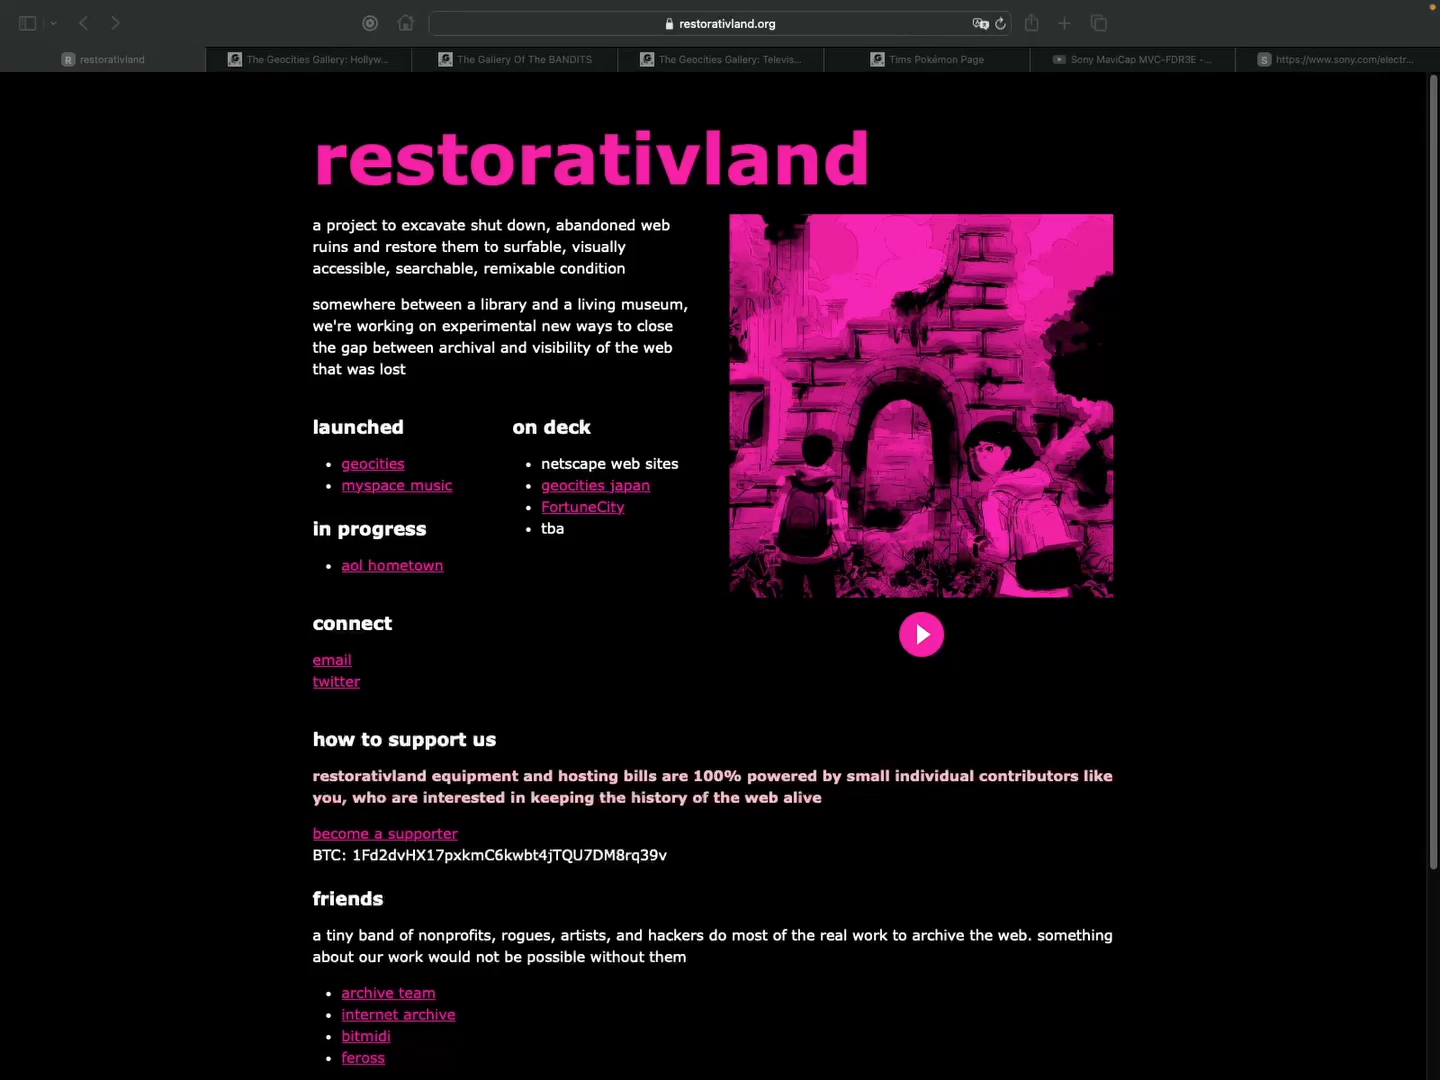 restorativland.org
restorativland
The Geocities Gallery: Hollyw...
The Gallery Of The BANDITS
The Geocities Gallery: Televis...
Tims Pokémon Page
Sony MaviCap MVC-FDR3E -...
https://www.sony.com/electr...
restorativland
a project to excavate shut down, abandoned web
ruins and restore them to surfable, visually
accessible, searchable, remixable condition
somewhere between a library and a living museum,
we're working on experimental new ways to close
the gap between archival and visibility of the web
that was lost
launched
geocities
myspace music
in progress
aol hometown
on deck
netscape web sites
geocities japan
FortuneCity
tba
connect
email
twitter
how to support us
restorativland equipment and hosting bills are 100% powered by small individual contributors like
you, who are interested in keeping the history of the web alive
become a supporter
BTC: 1Fd2dvHX17pxkmC6kwbt4jTQU7DM8rq39v
friends
a tiny band of nonprofits, rogues, artists, and hackers do most of the real work to archive the web. something
about our work would not be possible without them
archive team
internet archive
bitmidi
feross